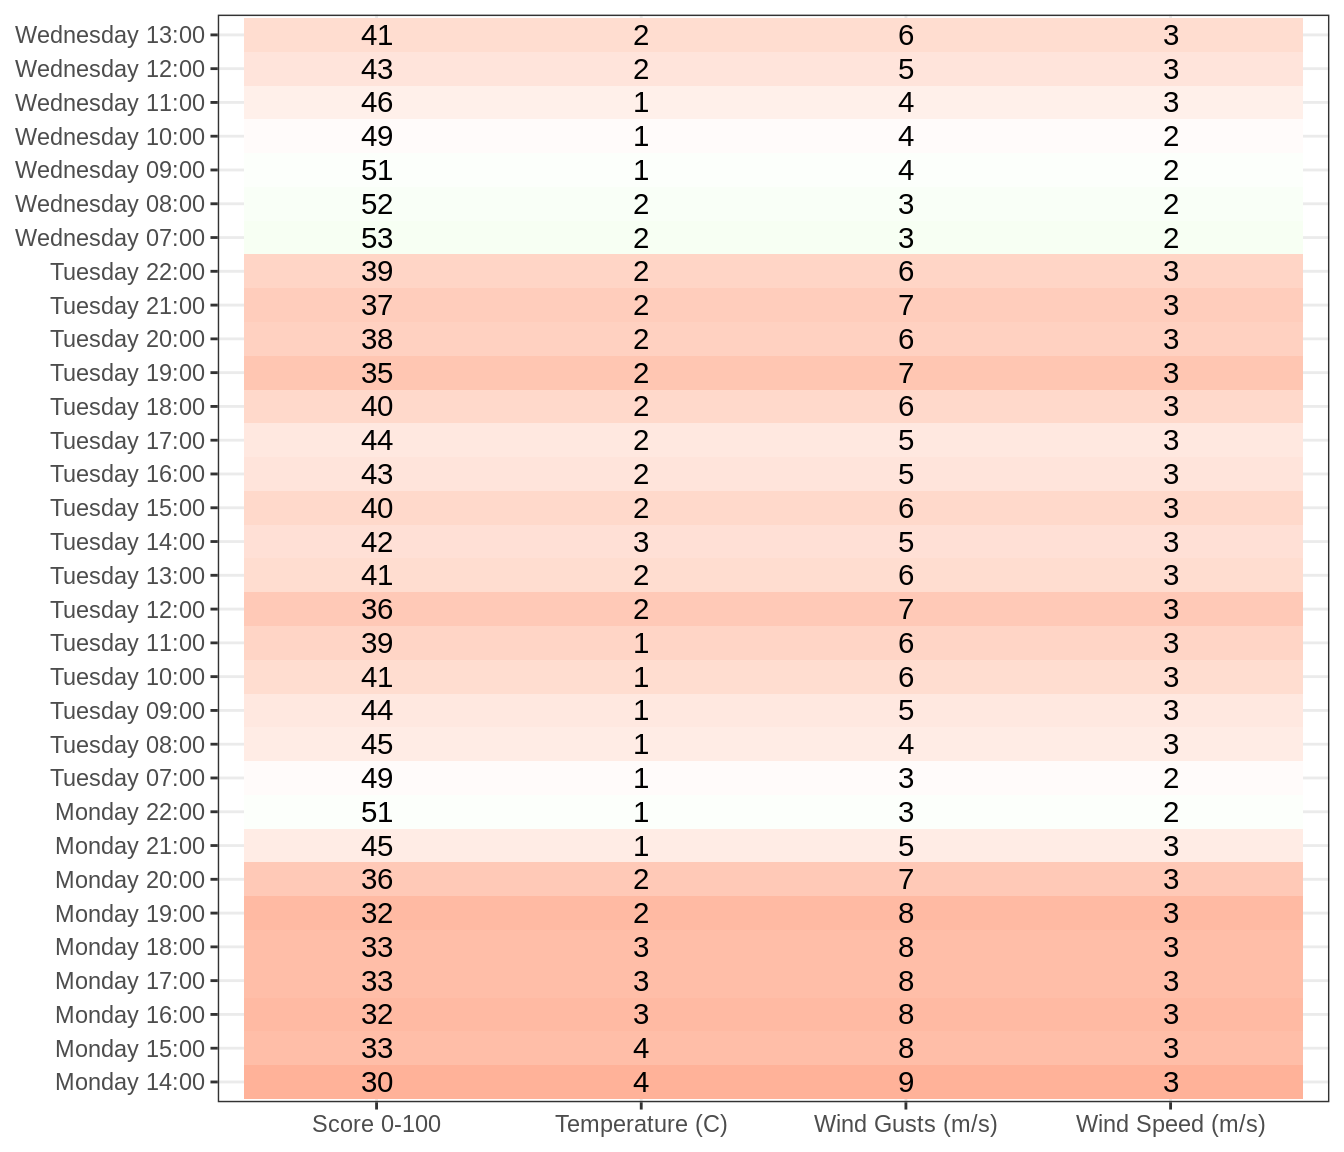 Wednesday 13:00 41 2 6 3
Wednesday 12:00 43 2 5 3
Wednesday 11:00 46 1 4 3
Wednesday 10:00 49 1 4 2
Wednesday 09:00 51 1 4 2
Wednesday 08:00 52 2 3 2
Wednesday 07:00 53 2 3 2
Tuesday 22:00 39 2 6 3
Tuesday 21:00 37 2 7 3
Tuesday 20:00 38 2 6 3
Tuesday 19:00 35 2 7 3
Tuesday 18:00 40 2 6 3
Tuesday 17:00 44 2 5 3
Tuesday 16:00 43 2 5 3
Tuesday 15:00 40 2 6 3
Tuesday 14:00 42 3 5 3
Tuesday 13:00 41 2 6 3
Tuesday 12:00 36 2 7 3
Tuesday 11:00 39 1 6 3
Tuesday 10:00 41 1 6 3
Tuesday 09:00 44 1 5 3
Tuesday 08:00 45 1 4 3
Tuesday 07:00 49 1 3 2
Monday 22:00 51 1 3 2
Monday 21:00 45 1 5 3
Monday 20:00 36 2 7 3
Monday 19:00 32 2 8 3
Monday 18:00 33 3 8 3
Monday 17:00 33 3 8 3
Monday 16:00 32 3 8 3
Monday 15:00 33 4 8 3
Monday 14:00 30 4 9 3
Score 0-100 Temperature (C) Wind Gusts (m/s) Wind Speed (m/s)